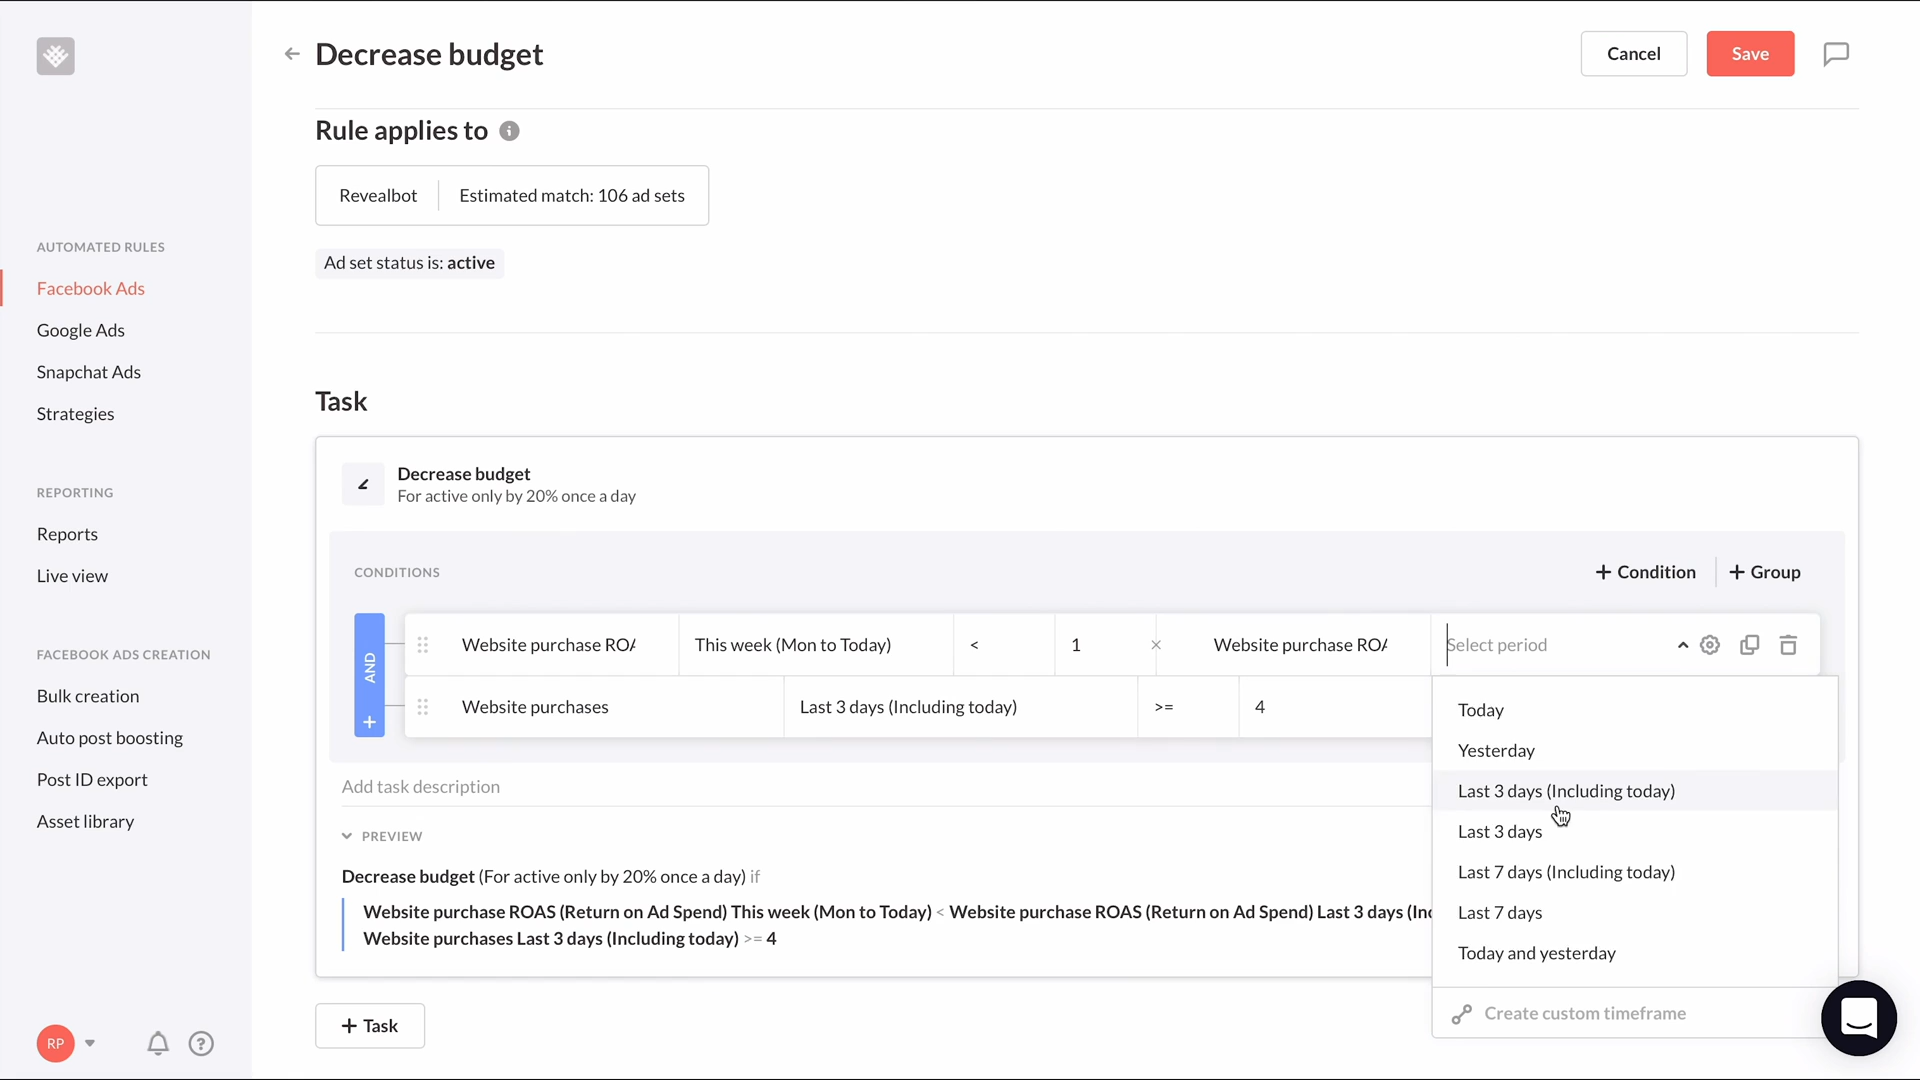 Decrease budget
Cancel
Save
Rule applies to
Revealbot
Estimated match: 106 ad sets
Ad set status is: active
AUTOMATED RULES
Facebook Ads
Google Ads
Snapchat Ads
Strategies
REPORTING
Reports
Live view
FACEBOOK ADS CREATION
Bulk creation
Auto post boosting
Post ID export
Asset library
RP
Task
Decrease budget
For active only by 20% once a day
CONDITIONS
+ Condition
+ Group
AND
+
Website purchase ROA
This week (Mon to Today)
<
1
×
Website purchase ROA
Select period
Website purchases
Last 3 days (Including today)
>=
4
Today
Yesterday
Last 3 days (Including today)
Last 3 days
Last 7 days (Including today)
Last 7 days
Today and yesterday
Create custom timeframe
Add task description
PREVIEW
Decrease budget (For active only by 20% once a day) if
Website purchase ROAS (Return on Ad Spend) This week (Mon to Today) < Website purchase ROAS (Return on Ad Spend) Last 3 days (Inc
Website purchases Last 3 days (Including today) >= 4
+ Task